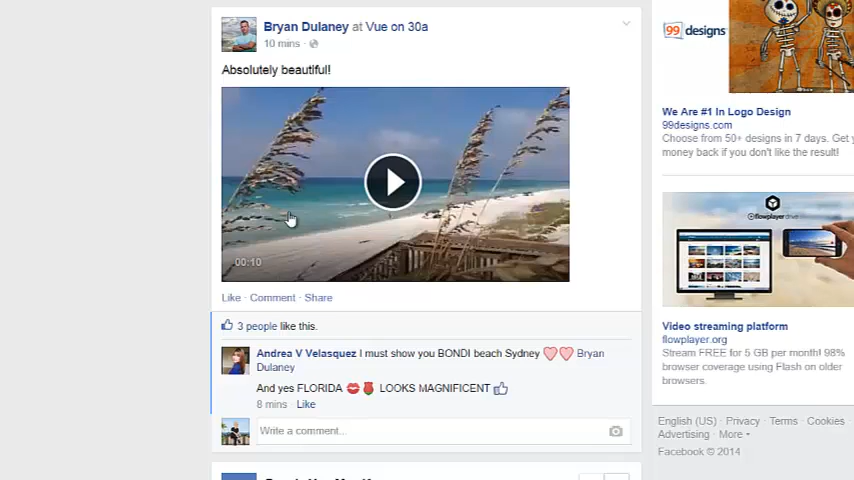 Bryan Dulaney at Vue on 30a
10 mins ·
Absolutely beautiful!
00:10
Like · Comment · Share
3 people like this.
Andrea V Velasquez I must show you BONDI beach Sydney ♥♥ Bryan
Dulaney
And yes FLORIDA 💋🌹 LOOKS MAGNIFICENT 👍
8 mins · Like
Write a comment...
99 designs
We Are #1 In Logo Design
99designs.com
Choose from 50+ designs in 7 days. Get y
money back if you don't like the result!
flowplayer drive
Video streaming platform
flowplayer.org
Stream FREE for 5 GB per month! 98%
browser coverage using Flash on older
browsers.
English (US) · Privacy · Terms · Cookies ·
Advertising · More
Facebook © 2014